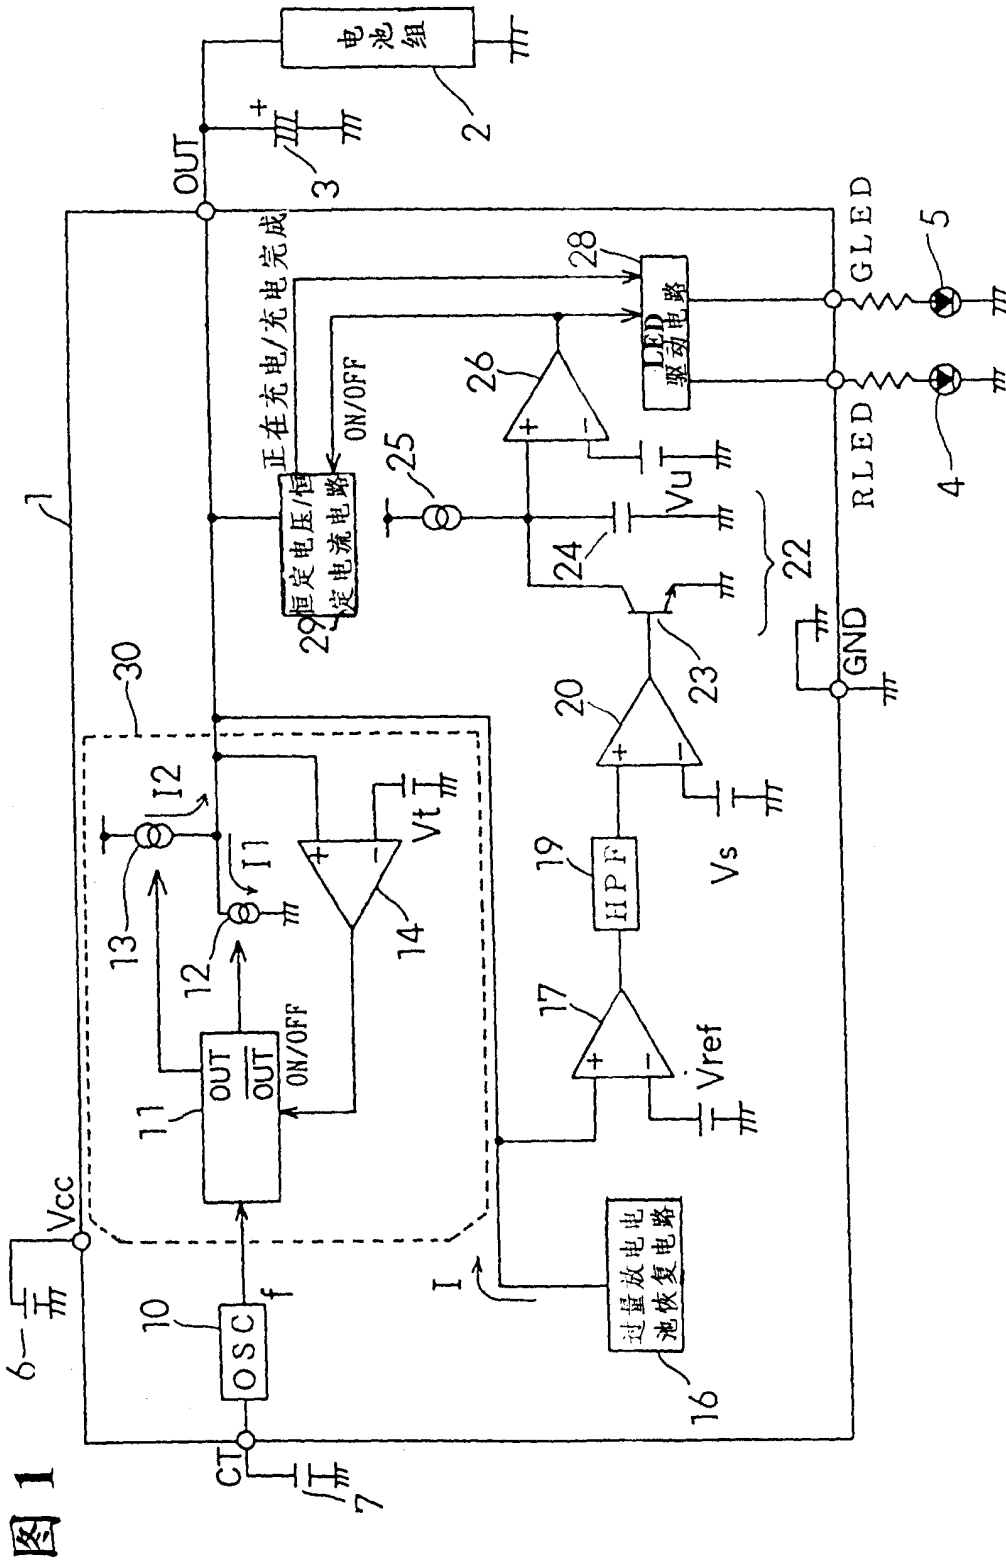 图 1
1
6
Vcc
CT
7
OSC
10
f
11
OUT
OUT
ON/OFF
12
13
I1
I2
30
+
−
14
Vt
OUT
+
3
电池组
2
恒定电压/恒
定电流电路
29
正在充电/充电完成
ON/OFF
25
I
过量放电电
池恢复电路
16
+
−
17
Vref
HPF
19
+
−
20
Vs
23
24
22
+
−
26
Vu
LED
驱动电路
28
GND
RLED
GLED
4
5